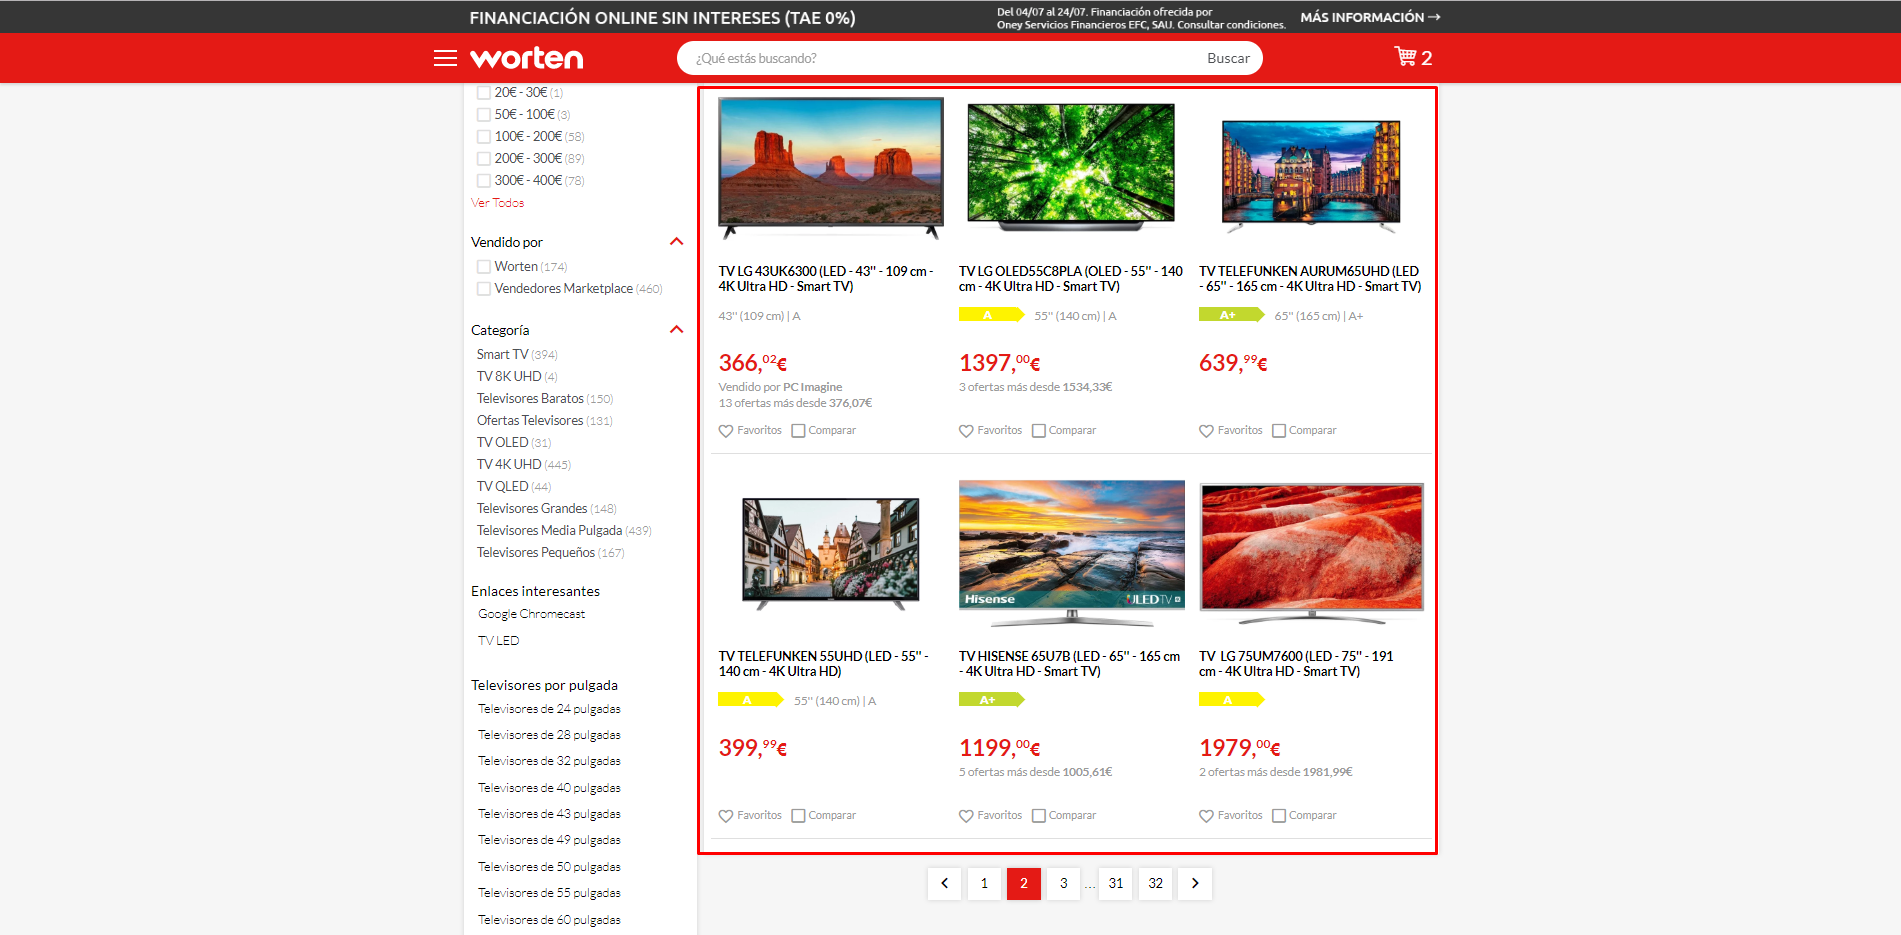 FINANCIACIÓN ONLINE SIN INTERESES (TAE 0%)
Del 04/07 al 24/07. Financiación ofrecida por
Oney Servicios Financieros EFC, SAU. Consultar condiciones.
MÁS INFORMACIÓN →
worten
¿Qué estás buscando?
Buscar
2
20€ - 30€ (1)
50€ - 100€ (3)
100€ - 200€ (58)
200€ - 300€ (89)
300€ - 400€ (78)
Ver Todos
Vendido por
Worten (174)
Vendedores Marketplace (460)
Categoría
Smart TV (394)
TV 8K UHD (4)
Televisores Baratos (150)
Ofertas Televisores (131)
TV OLED (31)
TV 4K UHD (445)
TV QLED (44)
Televisores Grandes (148)
Televisores Media Pulgada (439)
Televisores Pequeños (167)
Enlaces interesantes
Google Chromecast
TV LED
Televisores por pulgada
Televisores de 24 pulgadas
Televisores de 28 pulgadas
Televisores de 32 pulgadas
Televisores de 40 pulgadas
Televisores de 43 pulgadas
Televisores de 49 pulgadas
Televisores de 50 pulgadas
Televisores de 55 pulgadas
Televisores de 60 pulgadas
TV LG 43UK6300 (LED - 43'' - 109 cm -
4K Ultra HD - Smart TV)
43'' (109 cm) | A
366,02€
Vendido por PC Imagine
13 ofertas más desde 376,07€
Favoritos Comparar
TV LG OLED55C8PLA (OLED - 55'' - 140
cm - 4K Ultra HD - Smart TV)
A 55'' (140 cm) | A
1397,00€
3 ofertas más desde 1534,33€
Favoritos Comparar
TV TELEFUNKEN AURUM65UHD (LED
- 65'' - 165 cm - 4K Ultra HD - Smart TV)
A+ 65'' (165 cm) | A+
639,99€
Favoritos Comparar
TV TELEFUNKEN 55UHD (LED - 55'' -
140 cm - 4K Ultra HD)
A 55'' (140 cm) | A
399,99€
Favoritos Comparar
Hisense ULED TV
TV HISENSE 65U7B (LED - 65'' - 165 cm
- 4K Ultra HD - Smart TV)
A+
1199,00€
5 ofertas más desde 1005,61€
Favoritos Comparar
TV LG 75UM7600 (LED - 75'' - 191
cm - 4K Ultra HD - Smart TV)
A
1979,00€
2 ofertas más desde 1981,99€
Favoritos Comparar
1 2 3 ... 31 32